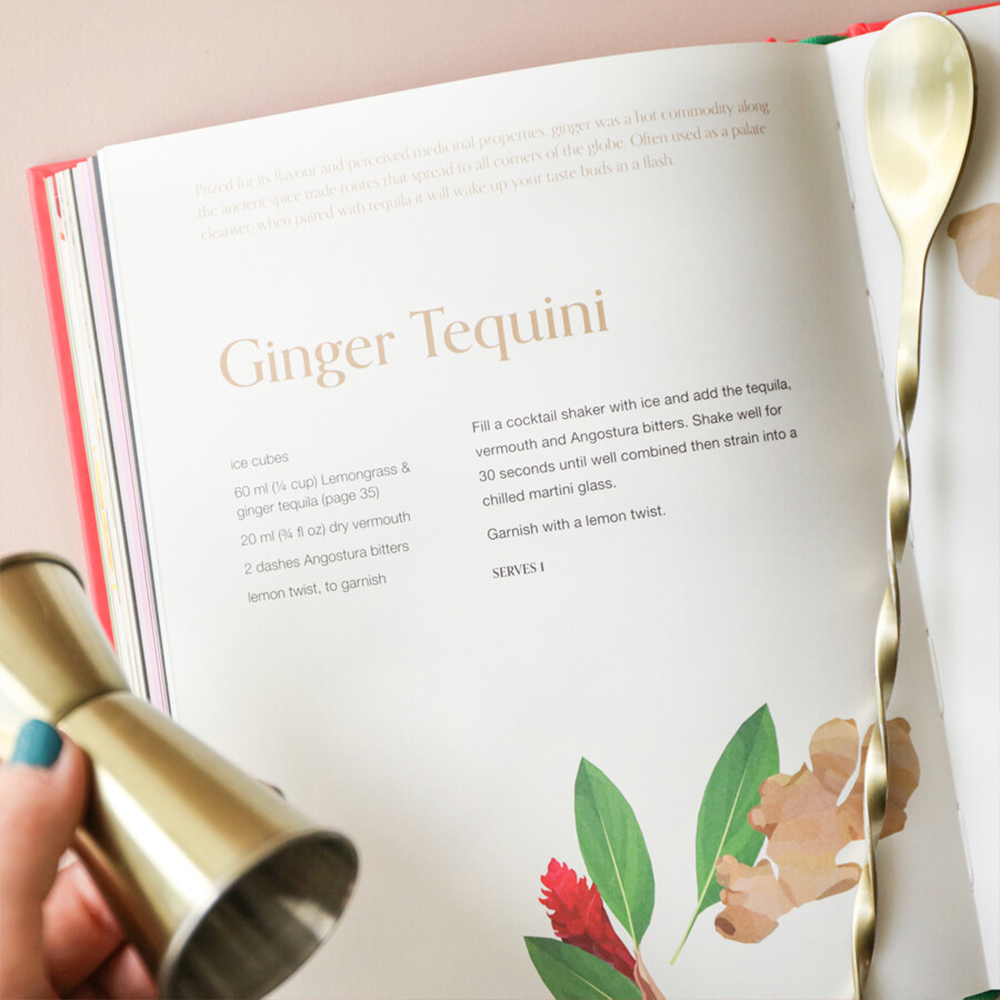 Prized for its flavour and perceived medicinal properties, ginger was a hot commodity along
the ancient spice trade routes that spread to all corners of the globe. Often used as a palate
cleanser, when paired with tequila it will wake up your taste buds in a flash.
Ginger Tequini
ice cubes
60 ml (¼ cup) Lemongrass &
ginger tequila (page 35)
20 ml (¾ fl oz) dry vermouth
2 dashes Angostura bitters
lemon twist, to garnish
Fill a cocktail shaker with ice and add the tequila,
vermouth and Angostura bitters. Shake well for
30 seconds until well combined then strain into a
chilled martini glass.
Garnish with a lemon twist.
SERVES 1